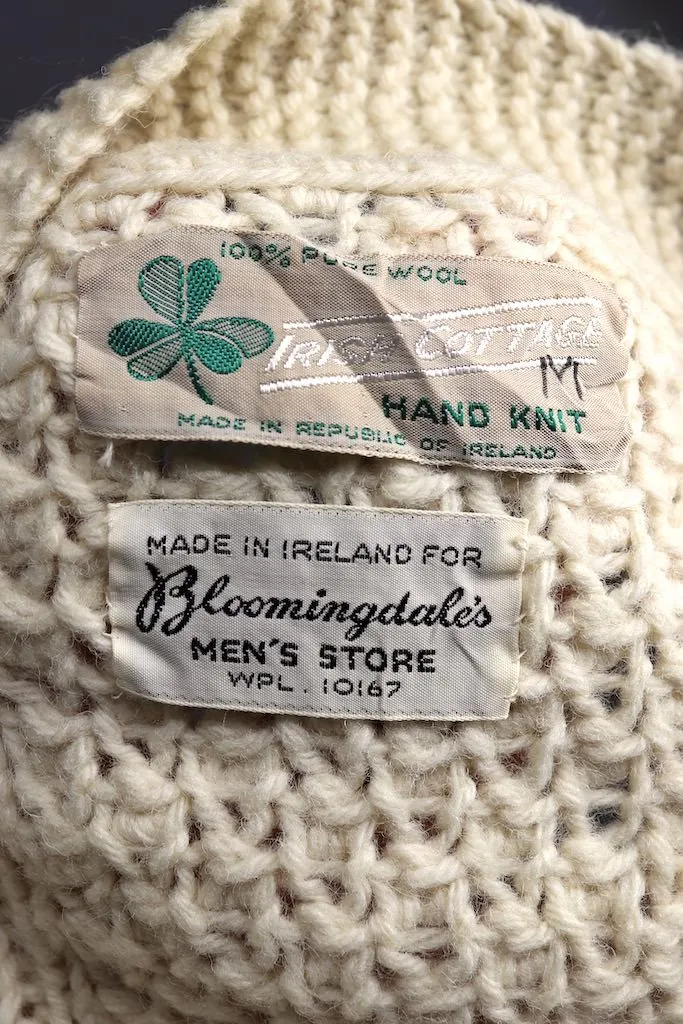 100% PURE WOOL
IRISH COTTAGE
M
HAND KNIT
MADE IN REPUBLIC OF IRELAND
MADE IN IRELAND FOR
Bloomingdale's
MEN'S STORE
WPL. 10167